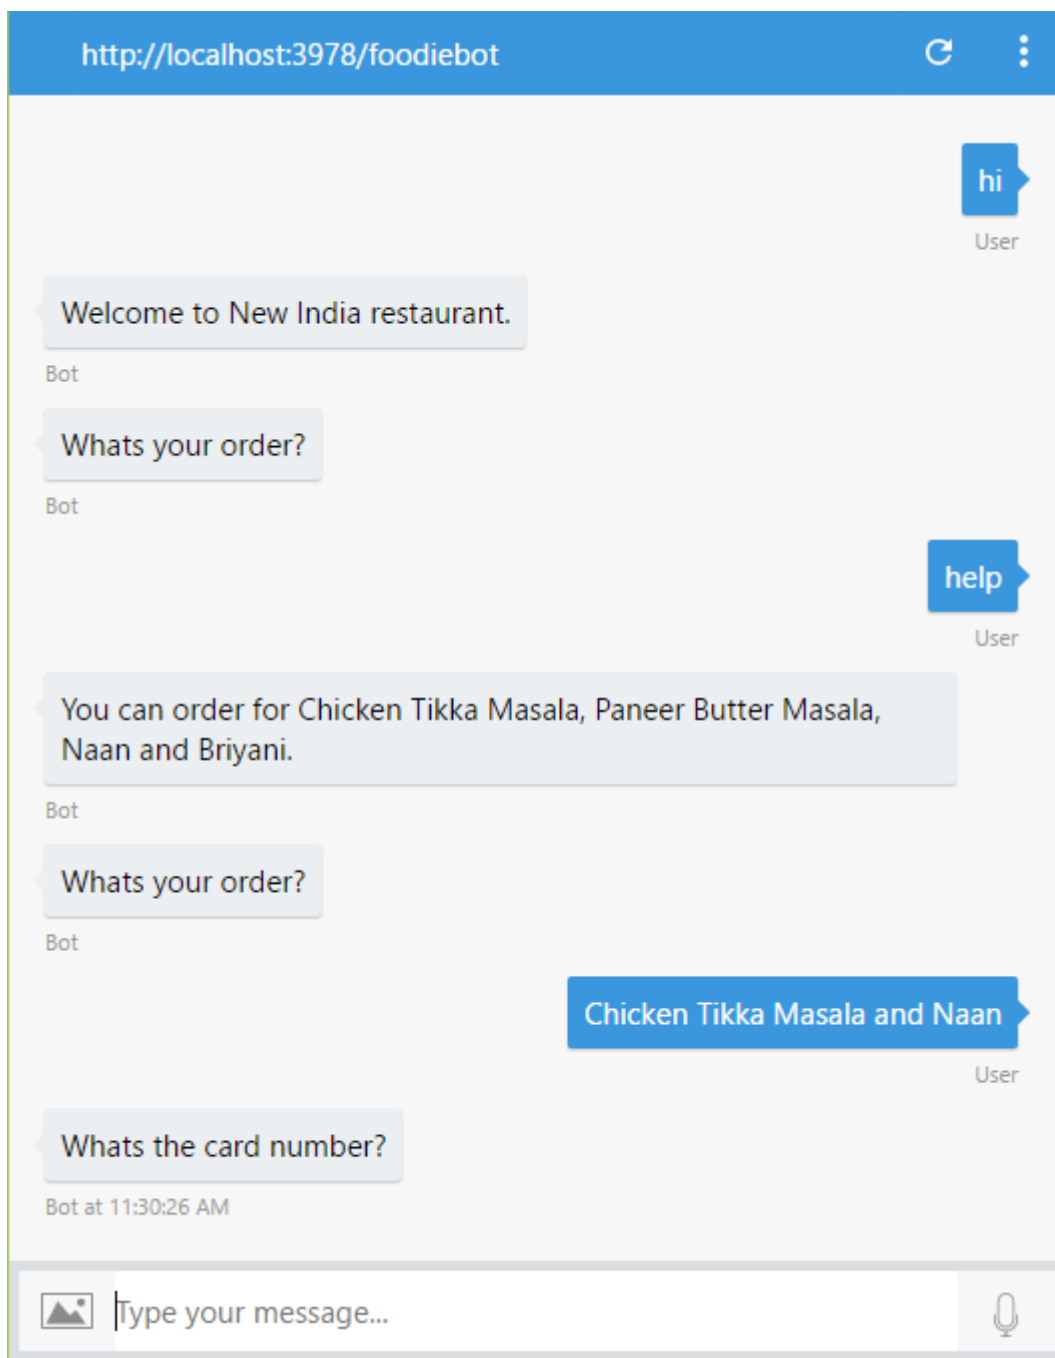 http://localhost:3978/foodiebot
hi
User
Welcome to New India restaurant.
Bot
Whats your order?
Bot
help
User
You can order for Chicken Tikka Masala, Paneer Butter Masala,
Naan and Briyani.
Bot
Whats your order?
Bot
Chicken Tikka Masala and Naan
User
Whats the card number?
Bot at 11:30:26 AM
Type your message...